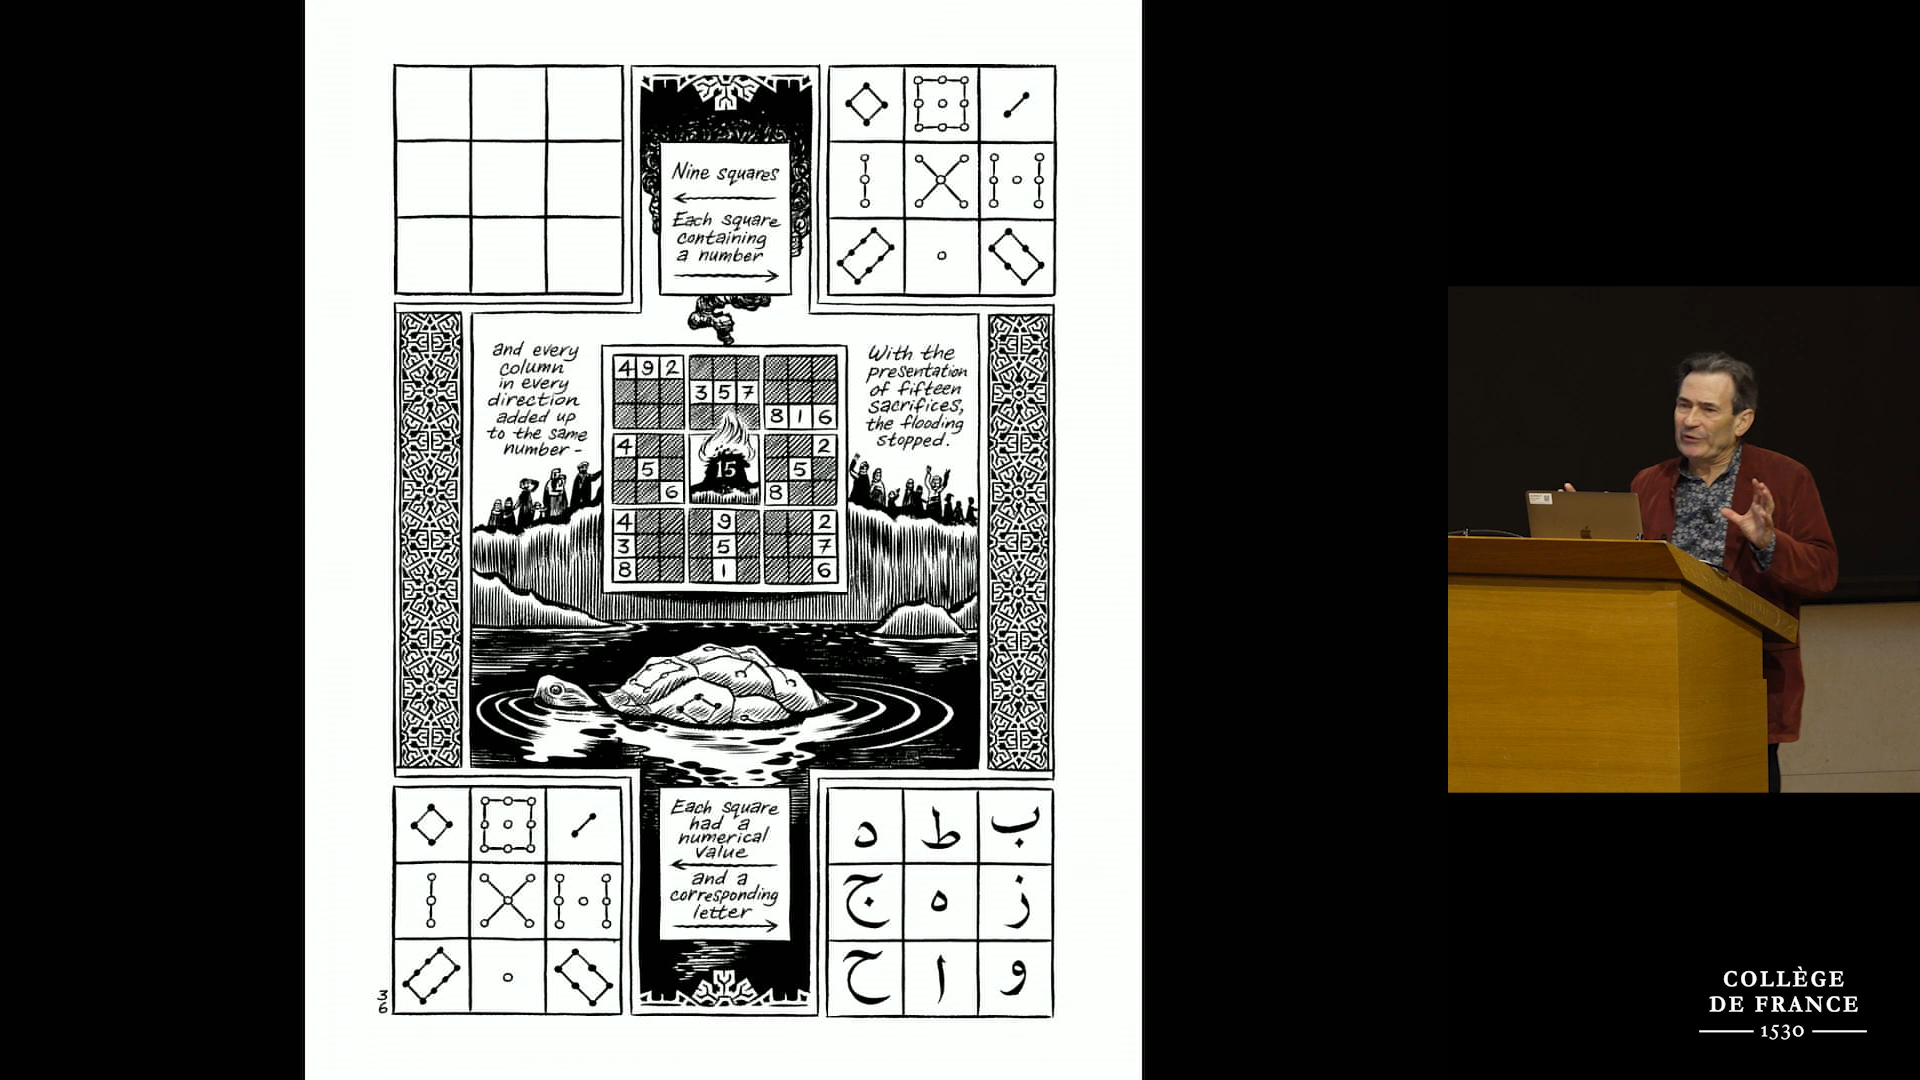 Nine squares
Each square
containing
a number
and every
column
in every
direction
added up
to the same
number -
4 9 2
3 5 7
8 1 6
4 2
5 15 5
6 8
4 9 2
3 5 7
8 1 6
With the
presentation
of fifteen
sacrifices,
the flooding
stopped.
Each square
had a
numerical
value
and a
corresponding
letter
د ط ب
ج ه ز
ح ا و
36
COLLÈGE
DE FRANCE
1530